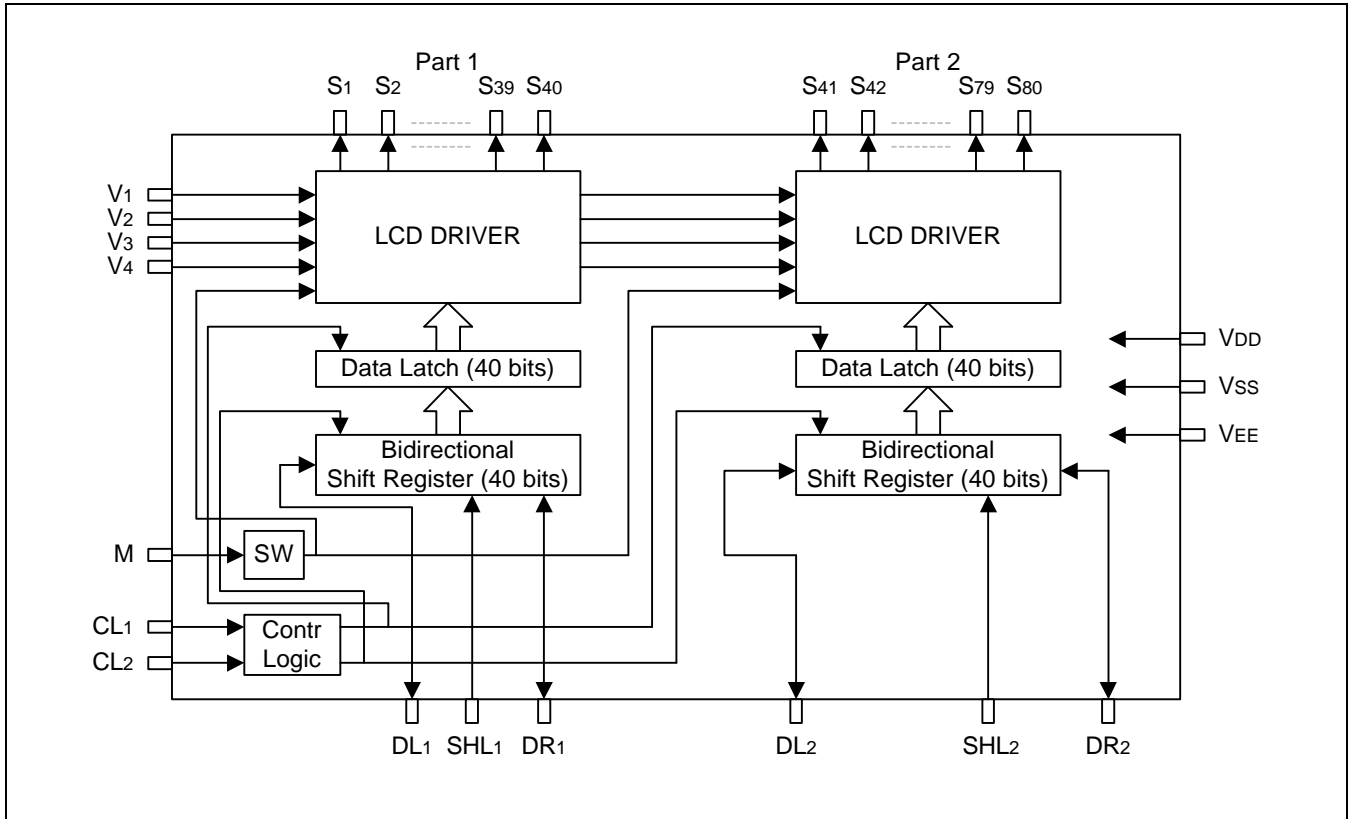 Part 1 Part 2
S1 S2 S39 S40 S41 S42 S79 S80
V1
V2
V3
V4
LCD DRIVER LCD DRIVER
VDD
Data Latch (40 bits) Data Latch (40 bits)
VSS
VEE
Bidirectional Bidirectional
Shift Register (40 bits) Shift Register (40 bits)
M SW
CL1 Contr
CL2 Logic
DL1 SHL1 DR1 DL2 SHL2 DR2